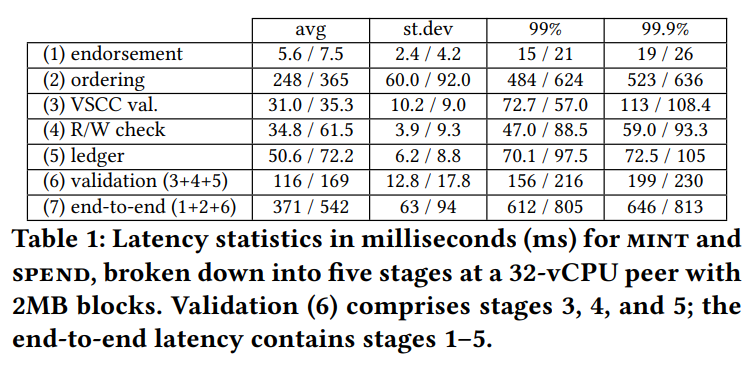 avg st.dev 99% 99.9%
(1) endorsement 5.6 / 7.5 2.4 / 4.2 15 / 21 19 / 26
(2) ordering 248 / 365 60.0 / 92.0 484 / 624 523 / 636
(3) VSCC val. 31.0 / 35.3 10.2 / 9.0 72.7 / 57.0 113 / 108.4
(4) R/W check 34.8 / 61.5 3.9 / 9.3 47.0 / 88.5 59.0 / 93.3
(5) ledger 50.6 / 72.2 6.2 / 8.8 70.1 / 97.5 72.5 / 105
(6) validation (3+4+5) 116 / 169 12.8 / 17.8 156 / 216 199 / 230
(7) end-to-end (1+2+6) 371 / 542 63 / 94 612 / 805 646 / 813
Table 1: Latency statistics in milliseconds (ms) for MINT and
SPEND, broken down into five stages at a 32-vCPU peer with
2MB blocks. Validation (6) comprises stages 3, 4, and 5; the
end-to-end latency contains stages 1–5.